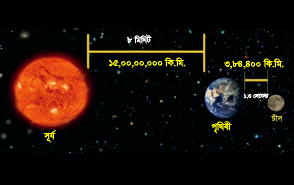 ৮ মিনিট
১৫,০০,০০,০০০ কি.মি.
৩,৮৪,৪০০ কি.মি.
১.৩ সেকেন্ড
সূর্য
পৃথিবী
চাঁদ